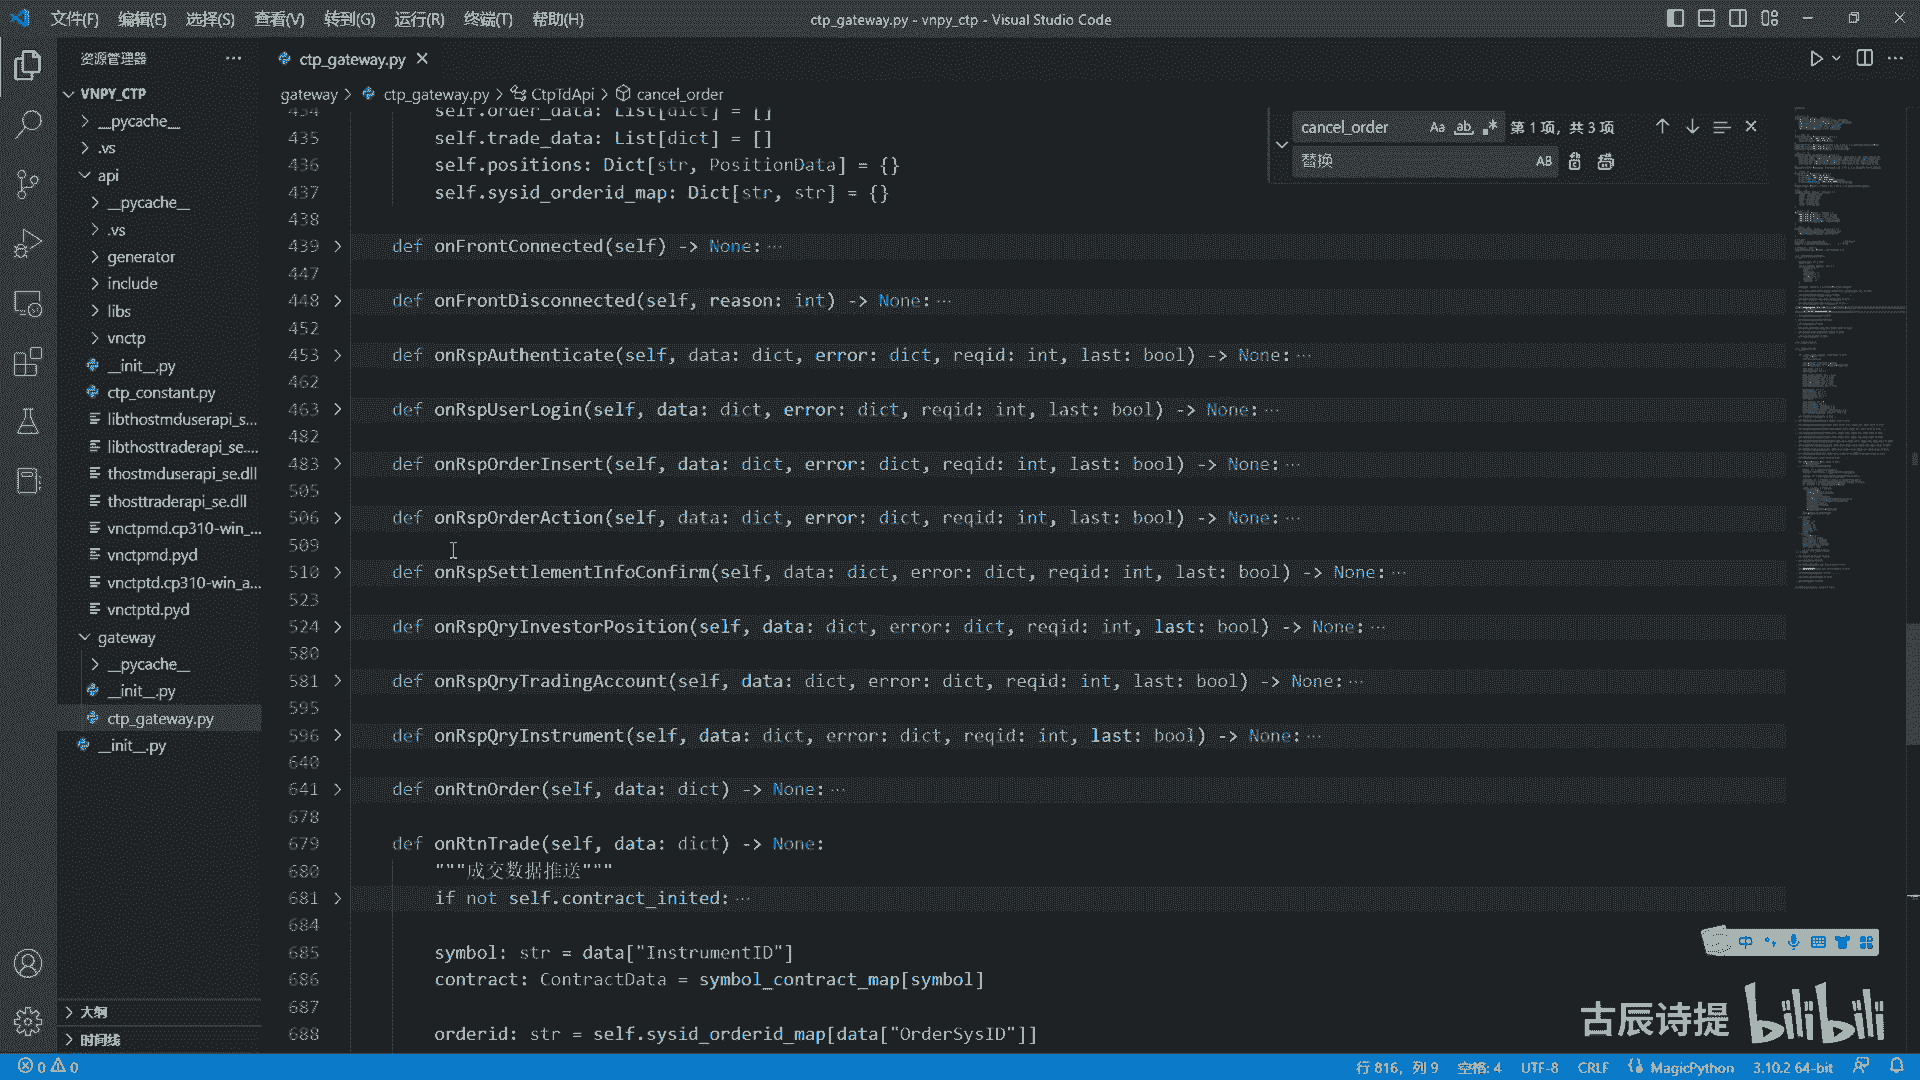 文件(F) 编辑(E) 选择(S) 查看(V) 转到(G) 运行(R) 终端(T) 帮助(H)
ctp_gateway.py - vnpy_ctp - Visual Studio Code
资源管理器
VNPY_CTP
__pycache__
.vs
api
__pycache__
.vs
generator
include
libs
vnctp
__init__.py
ctp_constant.py
libthostmduserapi_s...
libthosttraderapi_se....
thostmduserapi_se.dll
thosttraderapi_se.dll
vnctpmd.cp310-win_...
vnctpmd.pyd
vnctptd.cp310-win_a...
vnctptd.pyd
gateway
__pycache__
__init__.py
ctp_gateway.py
__init__.py
大纲
时间线
ctp_gateway.py
gateway > ctp_gateway.py > CtpTdApi > cancel_order
cancel_order Aa ab 第 1 项，共 3 项
替换 AB
434 self.order_data: List[dict] = []
435 self.trade_data: List[dict] = []
436 self.positions: Dict[str, PositionData] = {}
437 self.sysid_orderid_map: Dict[str, str] = {}
438
439 def onFrontConnected(self) -> None:···
447
448 def onFrontDisconnected(self, reason: int) -> None:···
452
453 def onRspAuthenticate(self, data: dict, error: dict, reqid: int, last: bool) -> None:···
462
463 def onRspUserLogin(self, data: dict, error: dict, reqid: int, last: bool) -> None:···
482
483 def onRspOrderInsert(self, data: dict, error: dict, reqid: int, last: bool) -> None:···
505
506 def onRspOrderAction(self, data: dict, error: dict, reqid: int, last: bool) -> None:···
509
510 def onRspSettlementInfoConfirm(self, data: dict, error: dict, reqid: int, last: bool) -> None:···
523
524 def onRspQryInvestorPosition(self, data: dict, error: dict, reqid: int, last: bool) -> None:···
580
581 def onRspQryTradingAccount(self, data: dict, error: dict, reqid: int, last: bool) -> None:···
595
596 def onRspQryInstrument(self, data: dict, error: dict, reqid: int, last: bool) -> None:···
640
641 def onRtnOrder(self, data: dict) -> None:···
678
679 def onRtnTrade(self, data: dict) -> None:
680 """成交数据推送"""
681 if not self.contract_inited:···
684
685 symbol: str = data["InstrumentID"]
686 contract: ContractData = symbol_contract_map[symbol]
687
688 orderid: str = self.sysid_orderid_map[data["OrderSysID"]]
中
古辰诗提 bilibili
0 0
行 816，列 9 空格: 4 UTF-8 CRLF MagicPython 3.10.2 64-bit